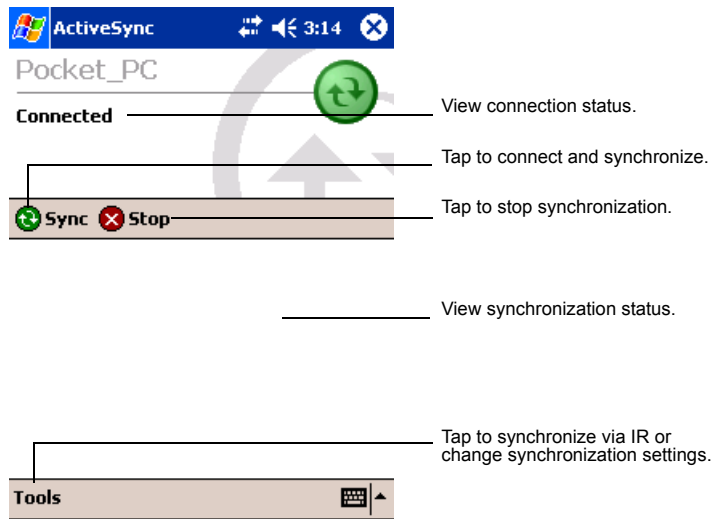 ActiveSync 3:14
Pocket_PC
Connected
View connection status.
Tap to connect and synchronize.
Sync Stop
Tap to stop synchronization.
View synchronization status.
Tap to synchronize via IR or
change synchronization settings.
Tools